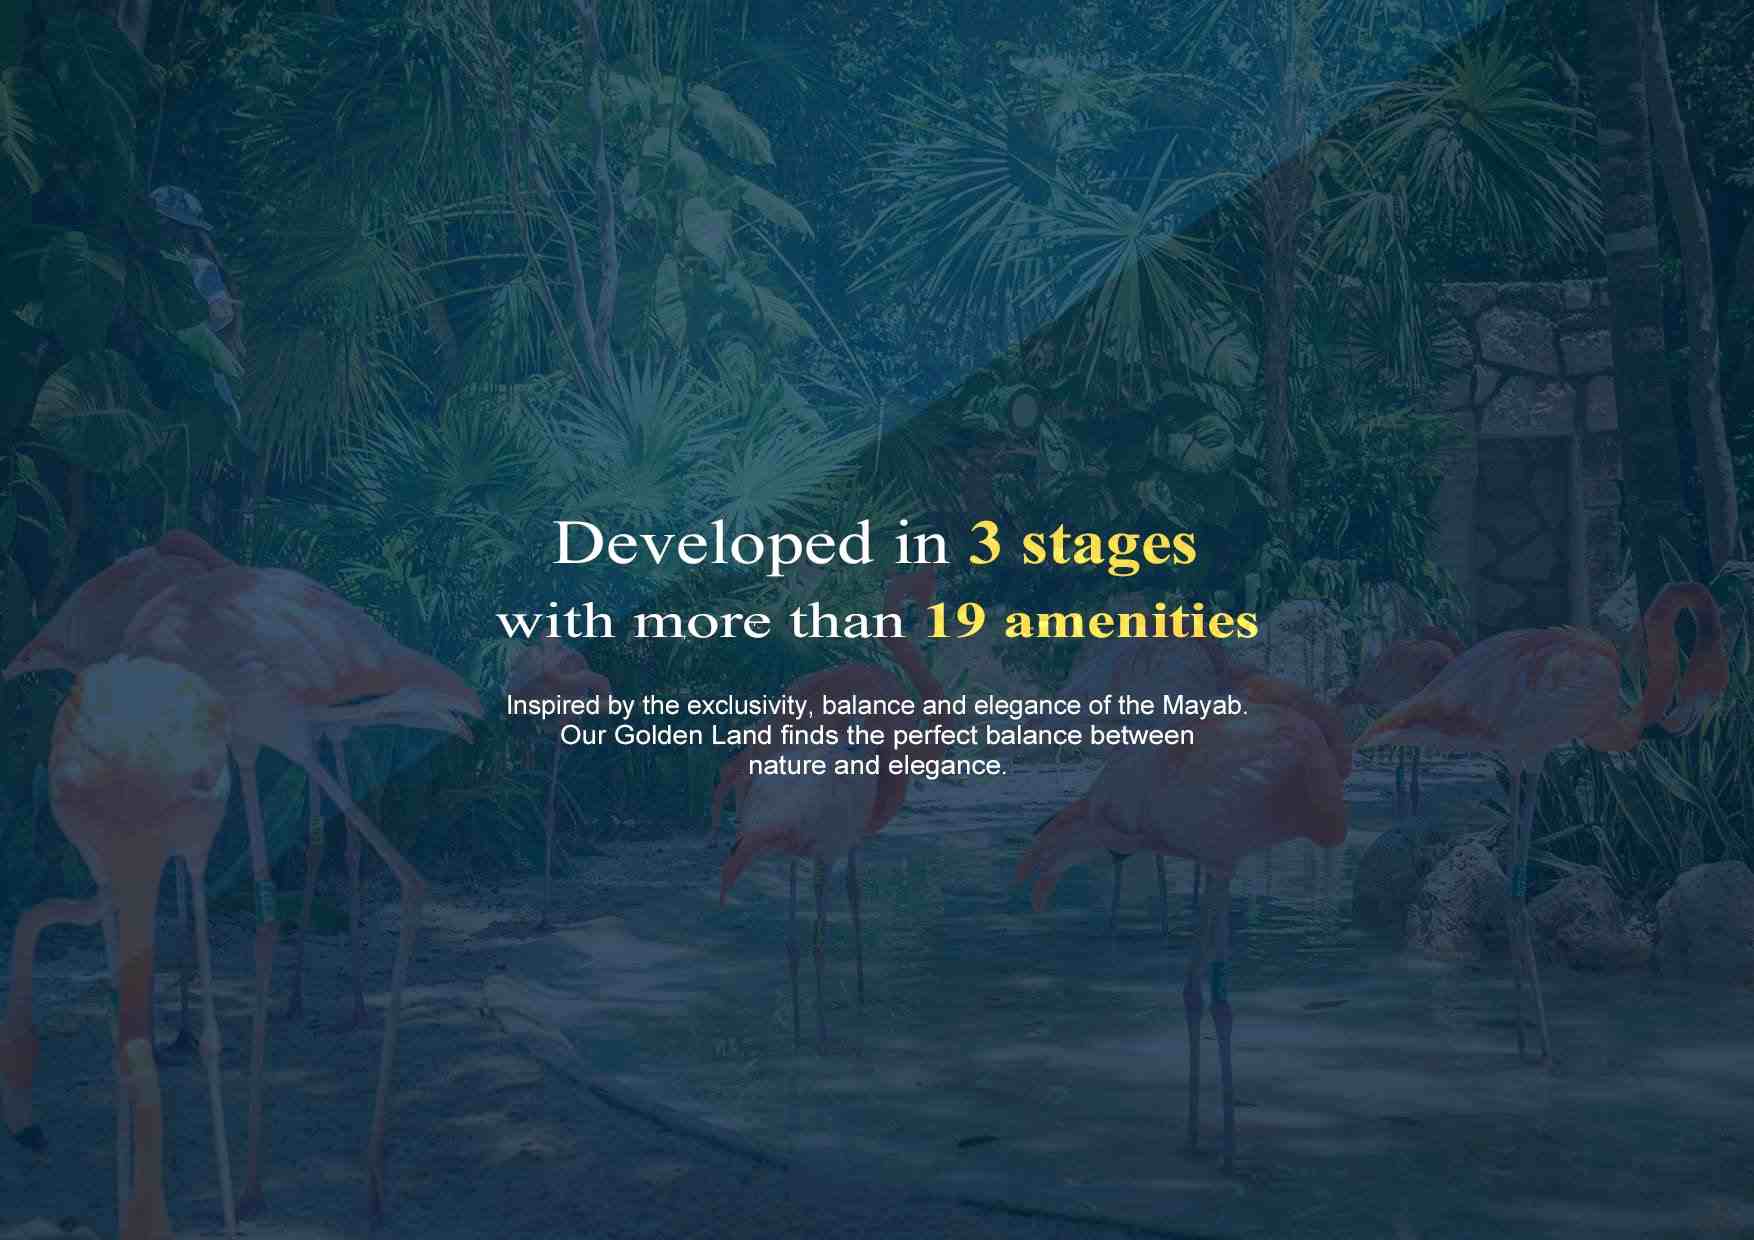 Developed in 3 stages
with more than 19 amenities
Inspired by the exclusivity, balance and elegance of the Mayab.
Our Golden Land finds the perfect balance between
nature and elegance.